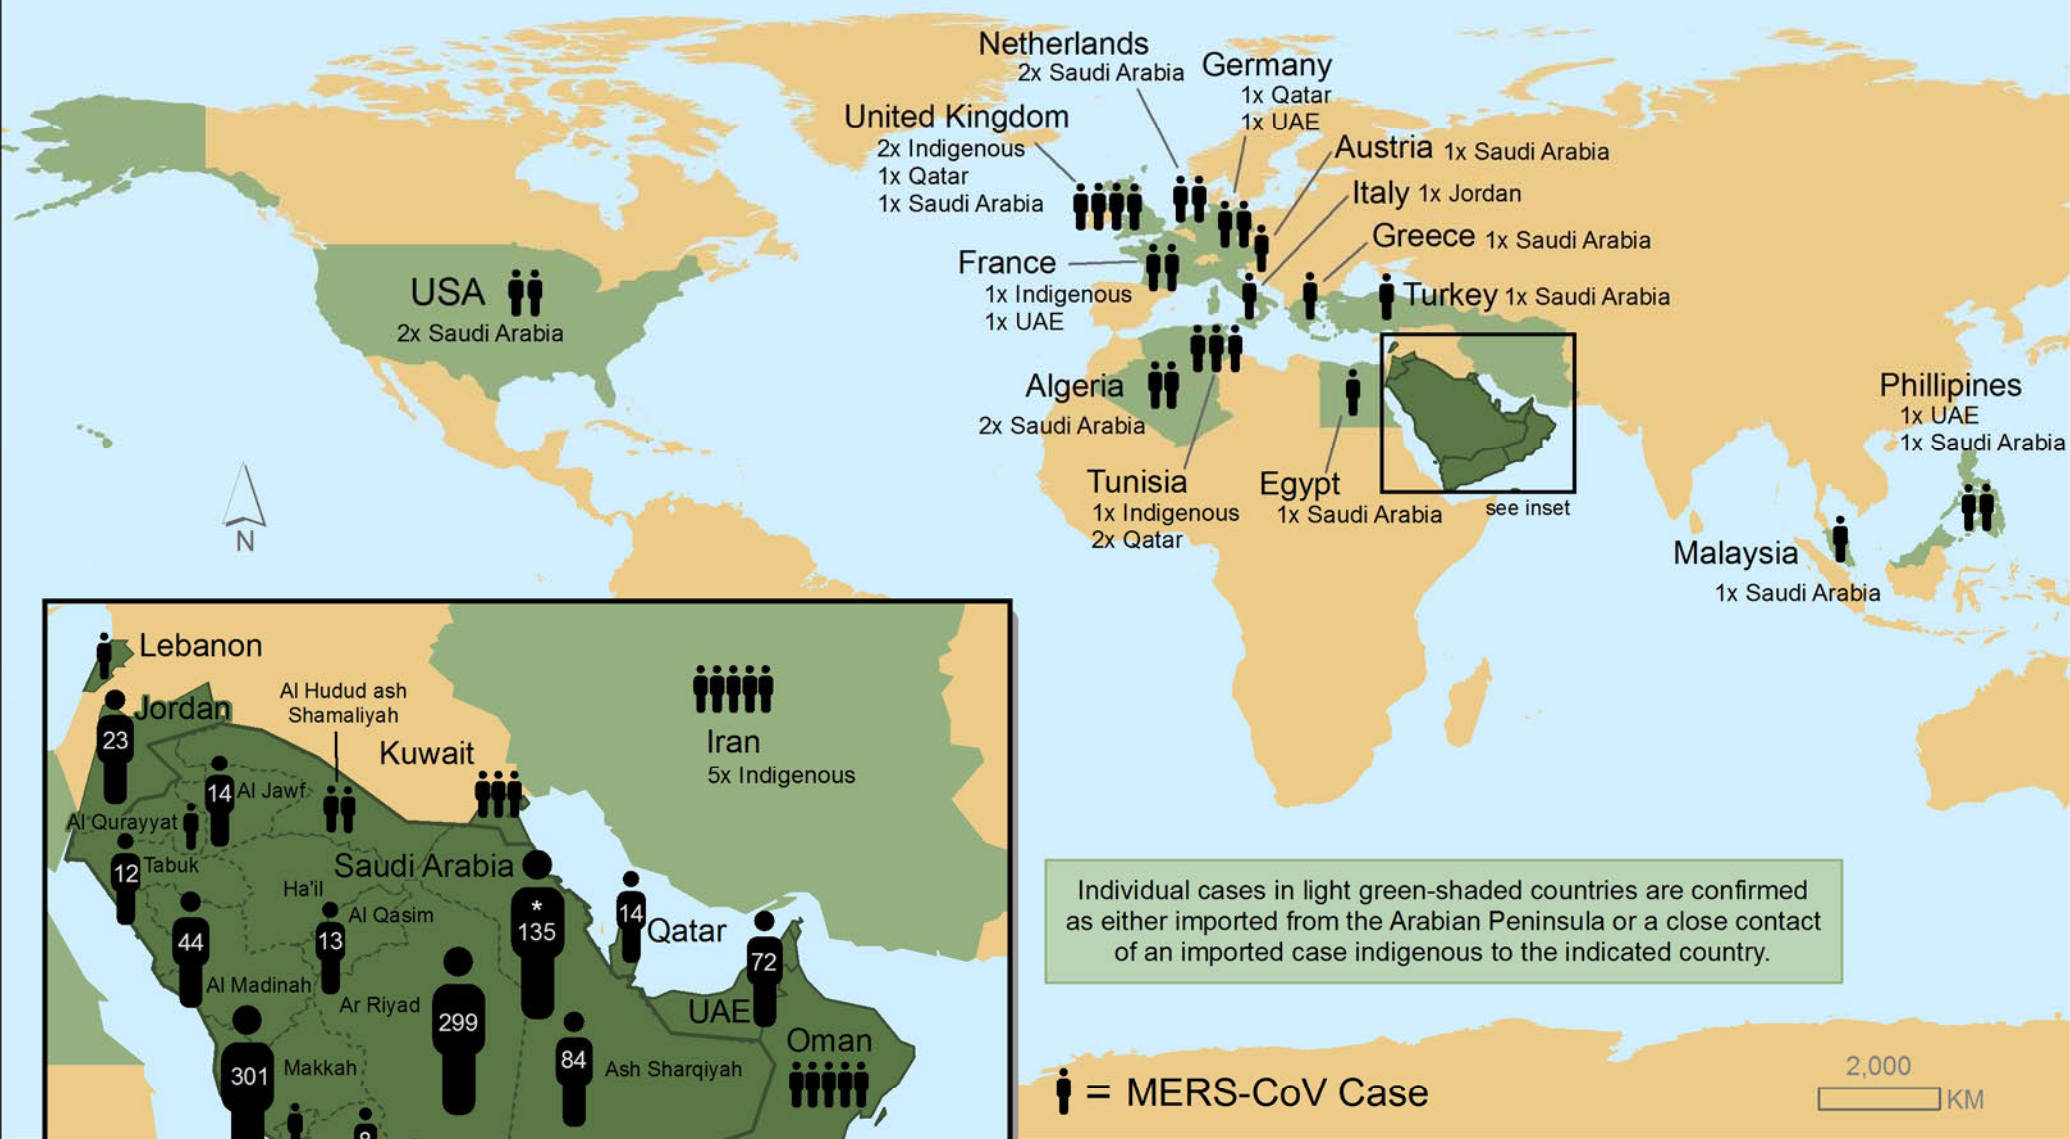 Netherlands
2x Saudi Arabia
Germany
1x Qatar
1x UAE
United Kingdom
2x Indigenous
1x Qatar
1x Saudi Arabia
Austria 1x Saudi Arabia
Italy 1x Jordan
Greece 1x Saudi Arabia
France
1x Indigenous
1x UAE
Turkey 1x Saudi Arabia
USA
2x Saudi Arabia
Algeria
2x Saudi Arabia
Phillipines
1x UAE
1x Saudi Arabia
Tunisia
1x Indigenous
2x Qatar
Egypt
1x Saudi Arabia
see inset
N
Malaysia
1x Saudi Arabia
Lebanon
Jordan
23
Al Hudud ash
Shamaliyah
Kuwait
Iran
5x Indigenous
14 Al Jawf
Al Qurayyat
12 Tabuk
Saudi Arabia
Ha'il
Al Qasim
13
44
Al Madinah
*
135
14
Qatar
72
UAE
Ar Riyad
299
Oman
84
Ash Sharqiyah
301
Makkah
8
Individual cases in light green-shaded countries are confirmed
as either imported from the Arabian Peninsula or a close contact
of an imported case indigenous to the indicated country.
= MERS-CoV Case
2,000
KM